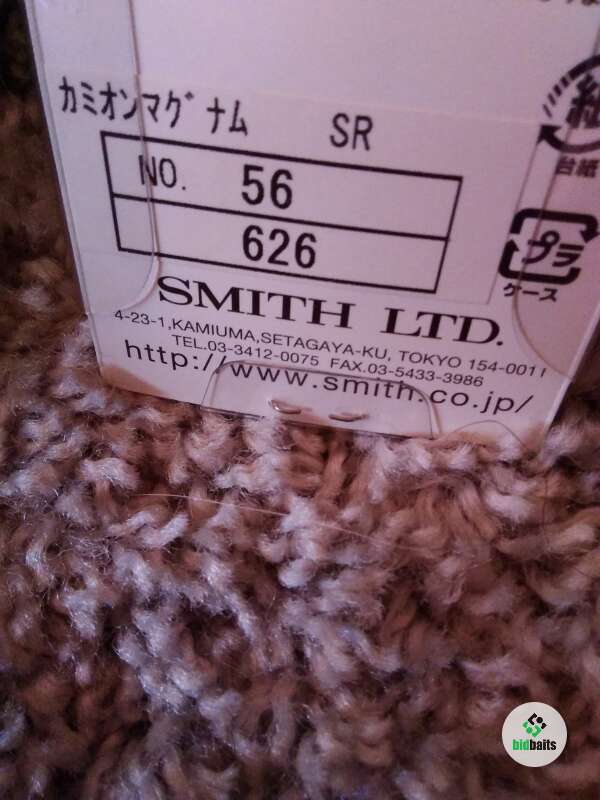 カミオンマグナム SR
紙
台紙
NO. 56
626
プラ
ケース
SMITH LTD.
4-23-1,KAMIUMA,SETAGAYA-KU, TOKYO 154-0011
TEL.03-3412-0075 FAX.03-5433-3986
http://www.smith.co.jp/
bidbaits